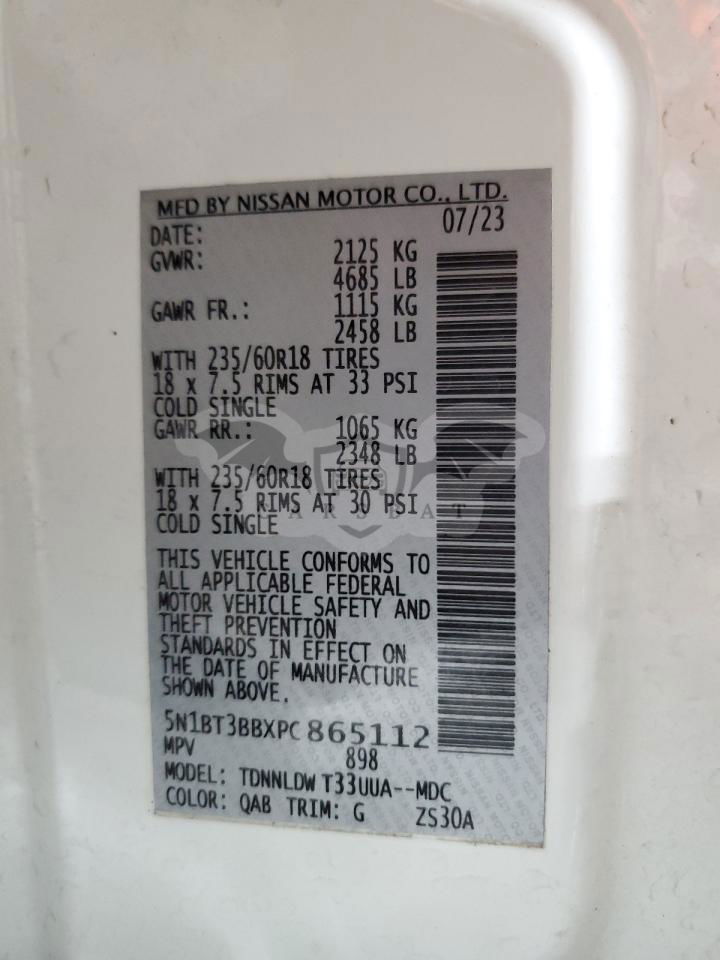 MFD BY NISSAN MOTOR CO., LTD.
DATE: 07/23
GVWR: 2125 KG
4685 LB
GAWR FR.: 1115 KG
2458 LB
WITH 235/60R18 TIRES
18 x 7.5 RIMS AT 33 PSI
COLD SINGLE
GAWR RR.: 1065 KG
2348 LB
WITH 235/60R18 TIRES
18 x 7.5 RIMS AT 30 PSI
COLD SINGLE
THIS VEHICLE CONFORMS TO
ALL APPLICABLE FEDERAL
MOTOR VEHICLE SAFETY AND
THEFT PREVENTION
STANDARDS IN EFFECT ON
THE DATE OF MANUFACTURE
SHOWN ABOVE.
5N1BT3BBXPC865112
MPV 898
MODEL: TDNNLDW T33UUA--MDC
COLOR: QAB TRIM: G ZS30A